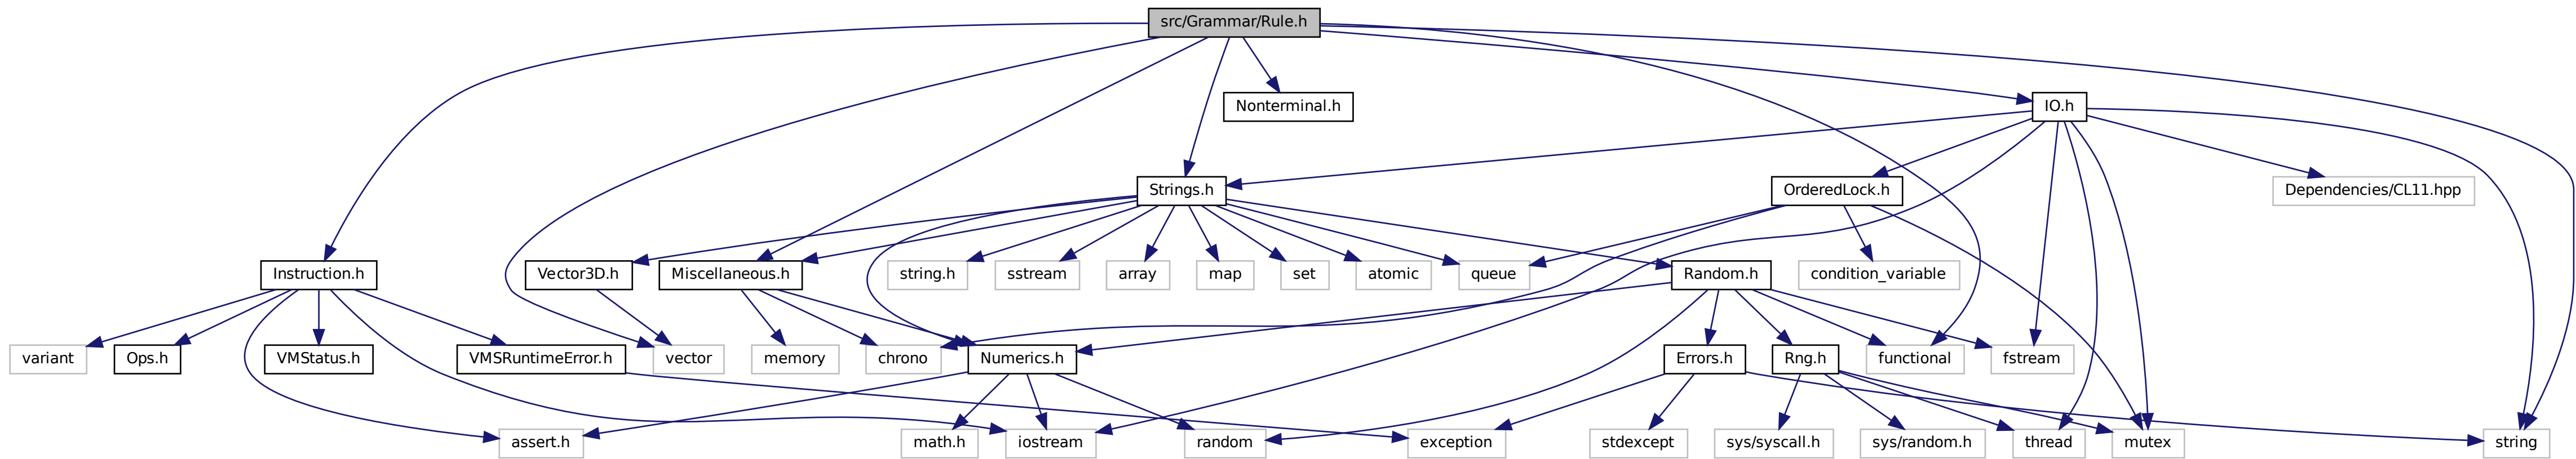 src/Grammar/Rule.h
Nonterminal.h
IO.h
Strings.h
OrderedLock.h
Dependencies/CL11.hpp
Instruction.h
Vector3D.h
Miscellaneous.h
string.h
sstream
array
map
set
atomic
queue
Random.h
condition_variable
variant
Ops.h
VMStatus.h
VMSRuntimeError.h
vector
memory
chrono
Numerics.h
Errors.h
Rng.h
functional
fstream
assert.h
math.h
iostream
random
exception
stdexcept
sys/syscall.h
sys/random.h
thread
mutex
string